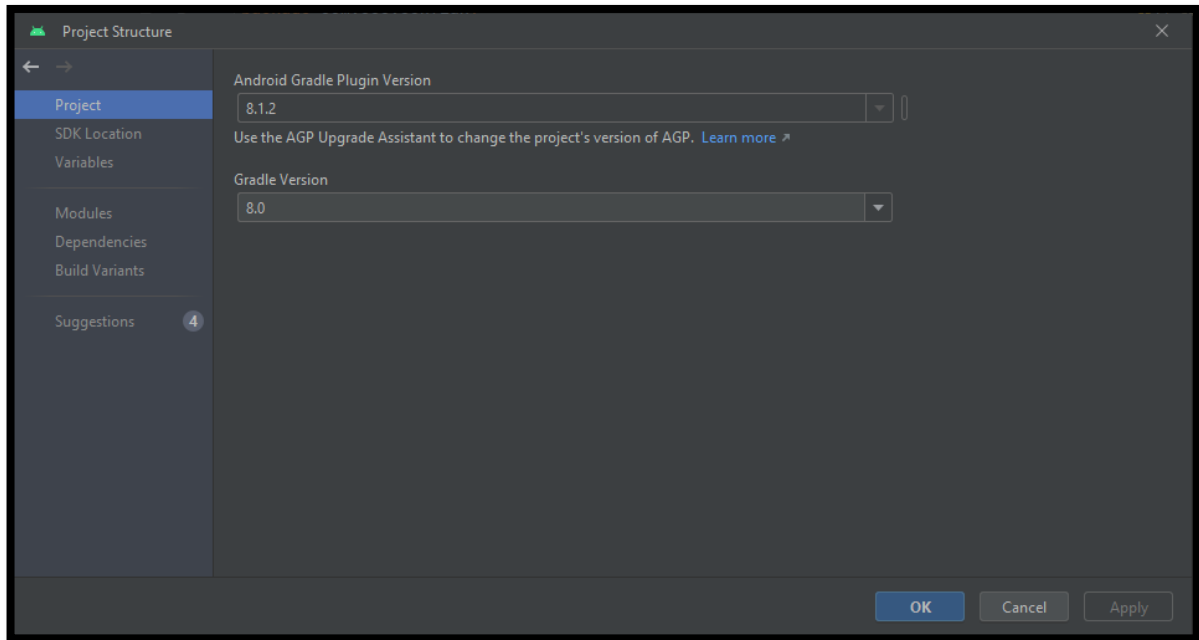 Project Structure
Project
SDK Location
Variables
Modules
Dependencies
Build Variants
Suggestions
4
Android Gradle Plugin Version
8.1.2
Use the AGP Upgrade Assistant to change the project's version of AGP. Learn more
Gradle Version
8.0
OK
Cancel
Apply